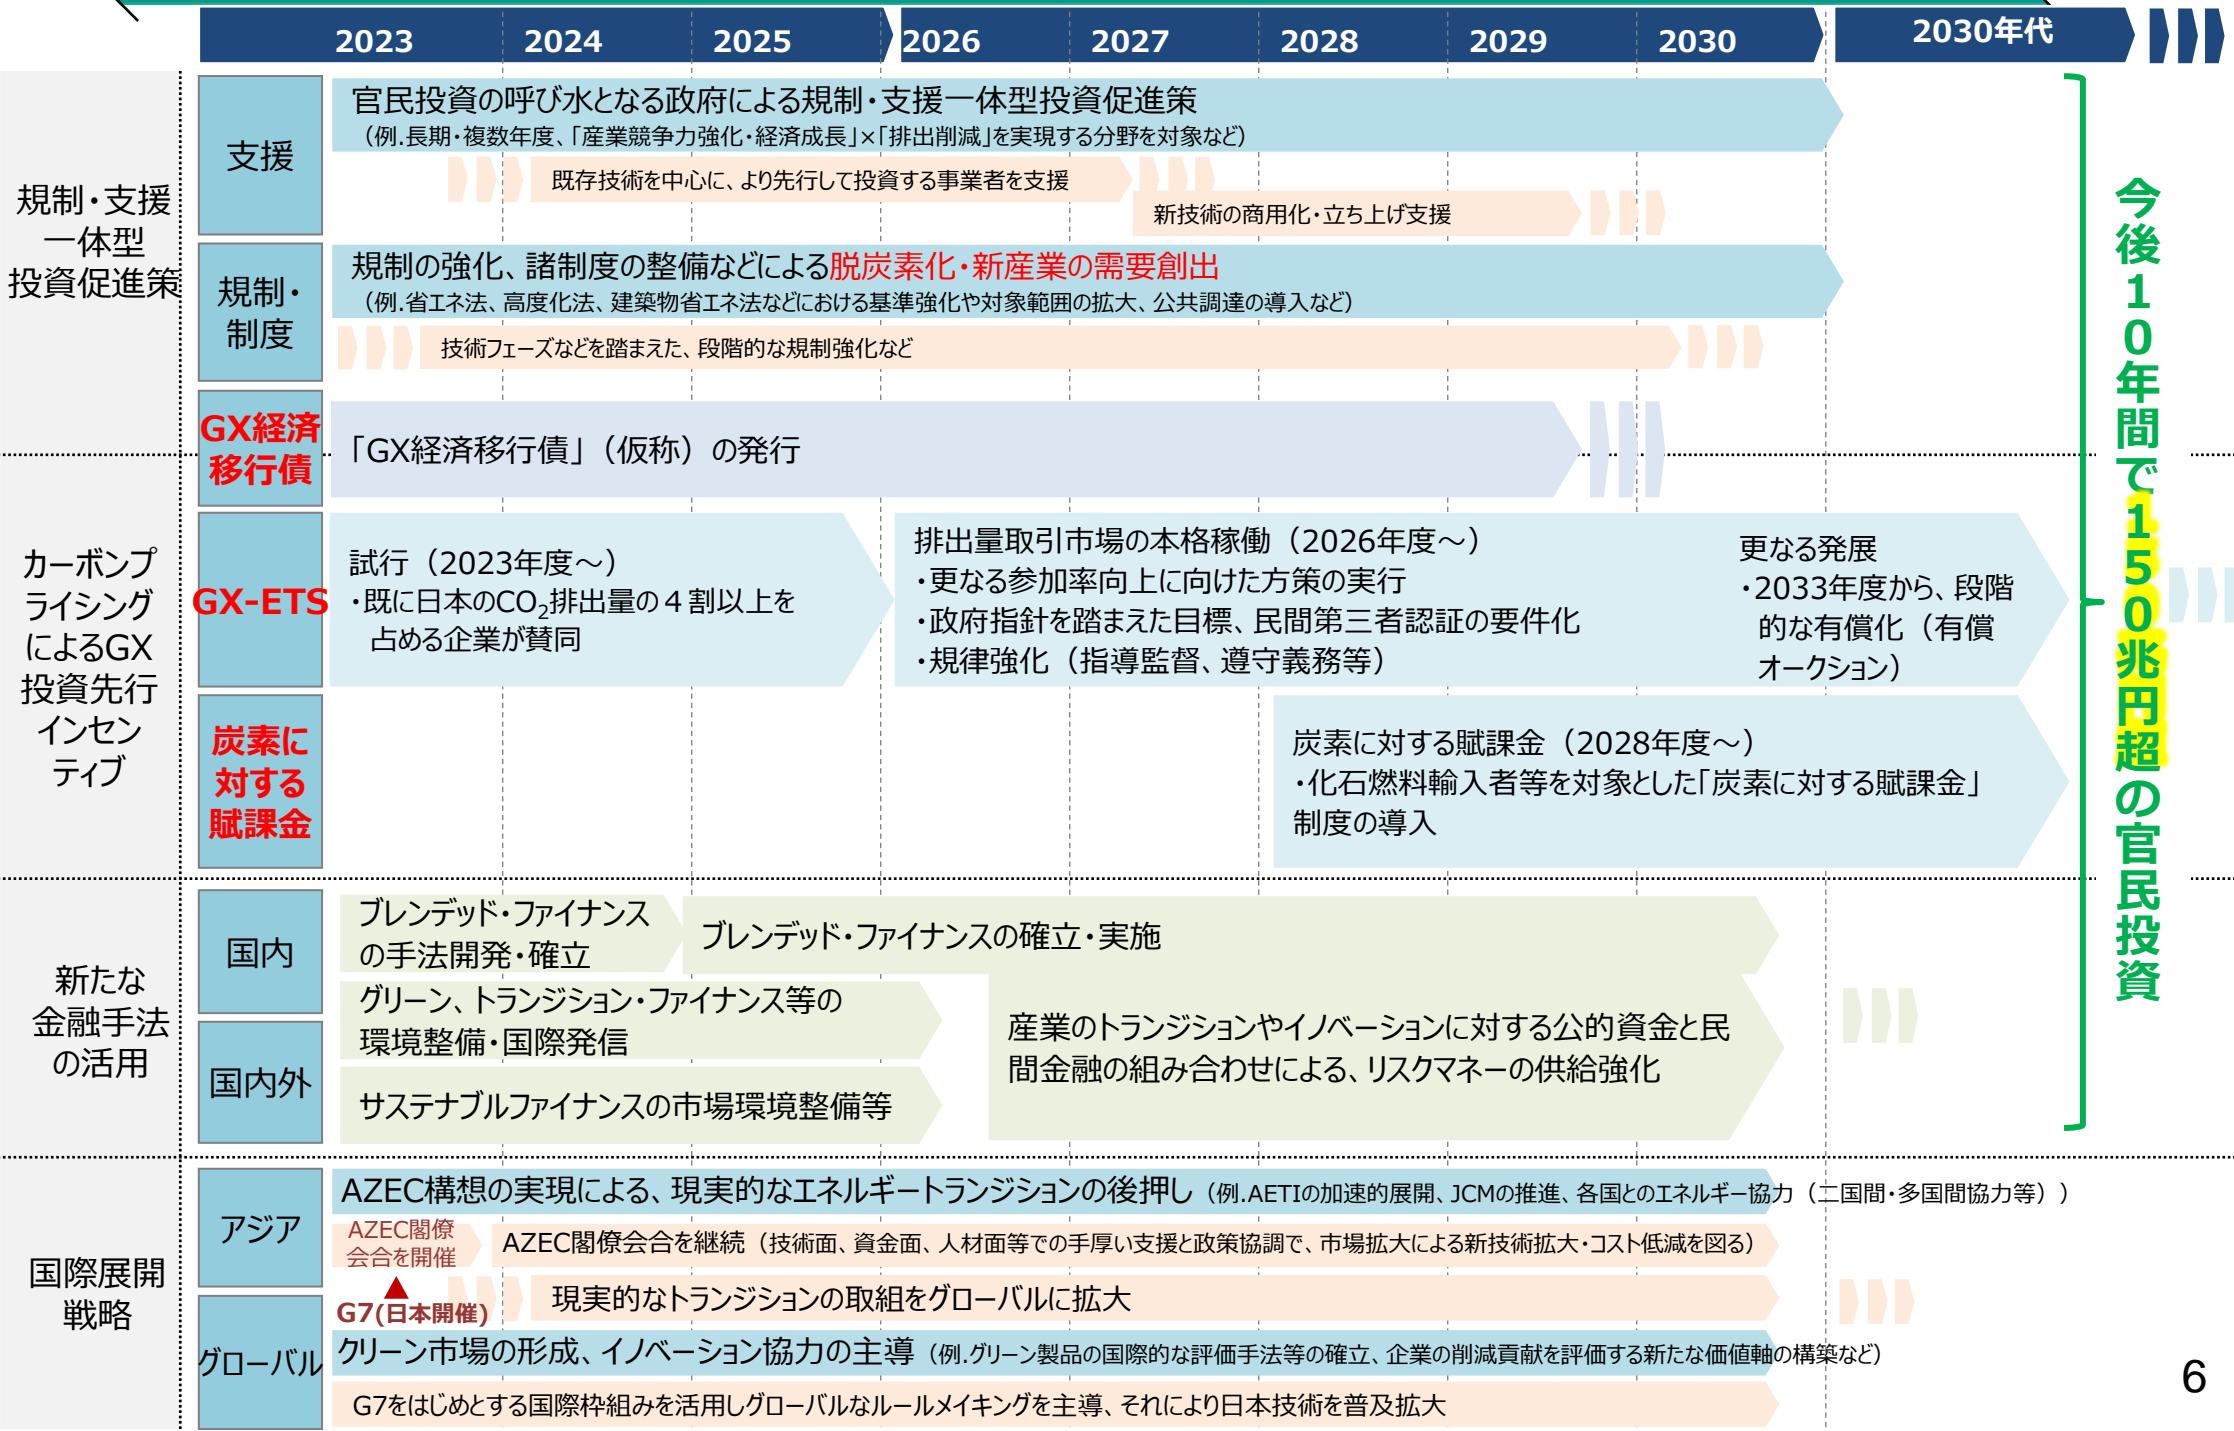 2023 2024 2025 2026 2027 2028 2029 2030 2030年代
規制・支援
一体型
投資促進策
支援
官民投資の呼び水となる政府による規制・支援一体型投資促進策
（例.長期・複数年度、「産業競争力強化・経済成長」×「排出削減」を実現する分野を対象など）
既存技術を中心に、より先行して投資する事業者を支援
新技術の商用化・立ち上げ支援
規制・
制度
規制の強化、諸制度の整備などによる脱炭素化・新産業の需要創出
（例.省エネ法、高度化法、建築物省エネ法などにおける基準強化や対象範囲の拡大、公共調達の導入など）
技術フェーズなどを踏まえた、段階的な規制強化など
GX経済
移行債
「GX経済移行債」（仮称）の発行
カーボンプ
ライシング
によるGX
投資先行
インセン
ティブ
GX-ETS
試行（2023年度～）
・既に日本のCO2排出量の４割以上を
占める企業が賛同
排出量取引市場の本格稼働（2026年度～）
・更なる参加率向上に向けた方策の実行
・政府指針を踏まえた目標、民間第三者認証の要件化
・規律強化（指導監督、遵守義務等）
更なる発展
・2033年度から、段階
的な有償化（有償
オークション）
炭素に
対する
賦課金
炭素に対する賦課金（2028年度～）
・化石燃料輸入者等を対象とした「炭素に対する賦課金」
制度の導入
新たな
金融手法
の活用
国内
ブレンデッド・ファイナンス
の手法開発・確立
ブレンデッド・ファイナンスの確立・実施
グリーン、トランジション・ファイナンス等の
環境整備・国際発信
産業のトランジションやイノベーションに対する公的資金と民
間金融の組み合わせによる、リスクマネーの供給強化
国内外
サステナブルファイナンスの市場環境整備等
国際展開
戦略
アジア
AZEC構想の実現による、現実的なエネルギートランジションの後押し（例.AETIの加速的展開、JCMの推進、各国とのエネルギー協力（二国間・多国間協力等））
AZEC閣僚
会合を開催
AZEC閣僚会合を継続（技術面、資金面、人材面等での手厚い支援と政策協調で、市場拡大による新技術拡大・コスト低減を図る）
G7(日本開催)
現実的なトランジションの取組をグローバルに拡大
グローバル
クリーン市場の形成、イノベーション協力の主導（例.グリーン製品の国際的な評価手法等の確立、企業の削減貢献を評価する新たな価値軸の構築など）
G7をはじめとする国際枠組みを活用しグローバルなルールメイキングを主導、それにより日本技術を普及拡大
今後１０年間で１５０兆円超の官民投資
6